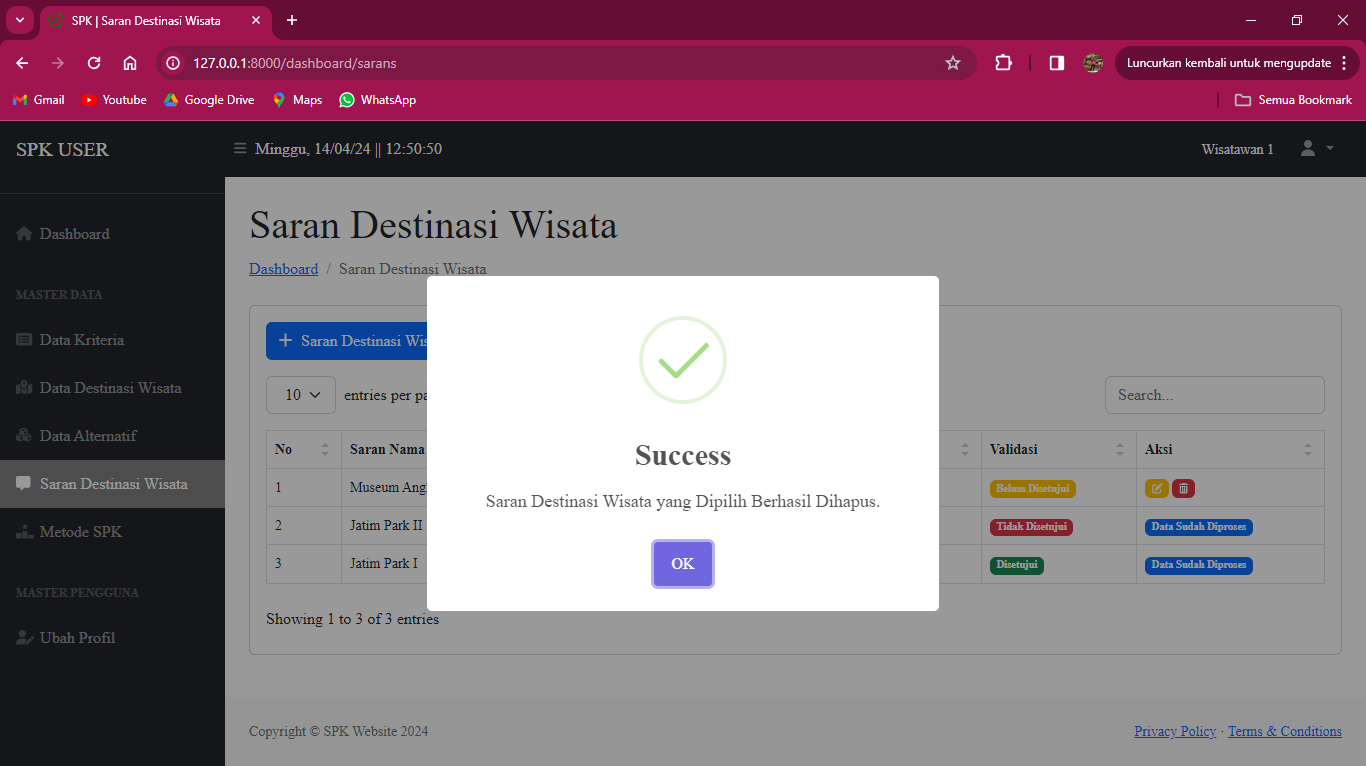 SPK | Saran Destinasi Wisata
127.0.0.1:8000/dashboard/sarans
Luncurkan kembali untuk mengupdate
Gmail
Youtube
Google Drive
Maps
WhatsApp
Semua Bookmark
SPK USER
Minggu, 14/04/24 || 12:50:50
Wisatawan 1
Dashboard
MASTER DATA
Data Kriteria
Data Destinasi Wisata
Data Alternatif
Saran Destinasi Wisata
Metode SPK
MASTER PENGGUNA
Ubah Profil
Saran Destinasi Wisata
Dashboard / Saran Destinasi Wisata
Saran Destinasi
10 entries per
Search...
No Saran Nama Validasi Aksi
1 Museum Belum Disetujui
2 Jatim Park II Tidak Disetujui Data Sudah Diproses
3 Jatim Park I Disetujui Data Sudah Diproses
Showing 1 to 3 of 3 entries
Success
Saran Destinasi Wisata yang Dipilih Berhasil Dihapus.
OK
Copyright © SPK Website 2024
Privacy Policy · Terms & Conditions